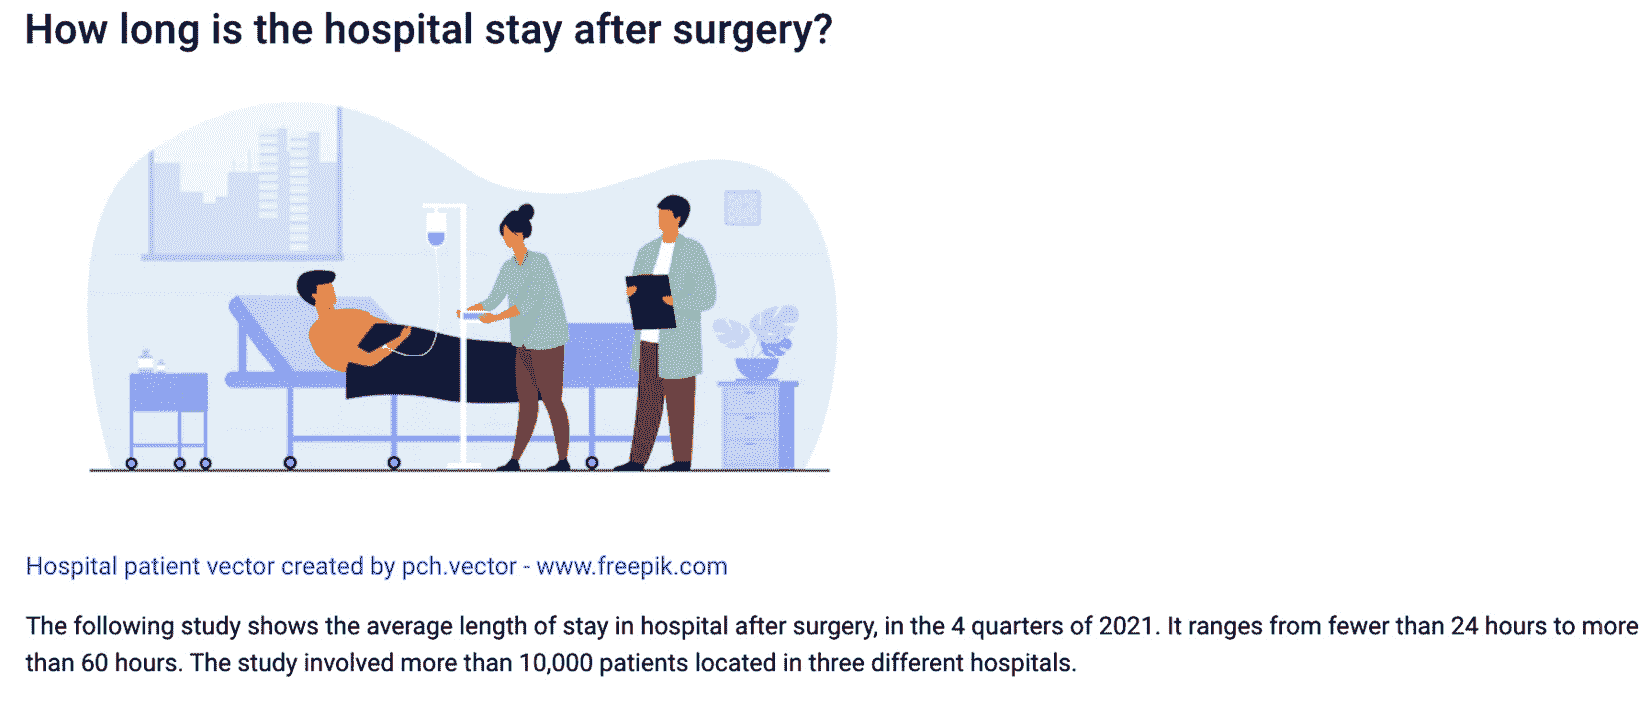 How long is the hospital stay after surgery?
Hospital patient vector created by pch.vector - www.freepik.com
The following study shows the average length of stay in hospital after surgery, in the 4 quarters of 2021. It ranges from fewer than 24 hours to more
than 60 hours. The study involved more than 10,000 patients located in three different hospitals.